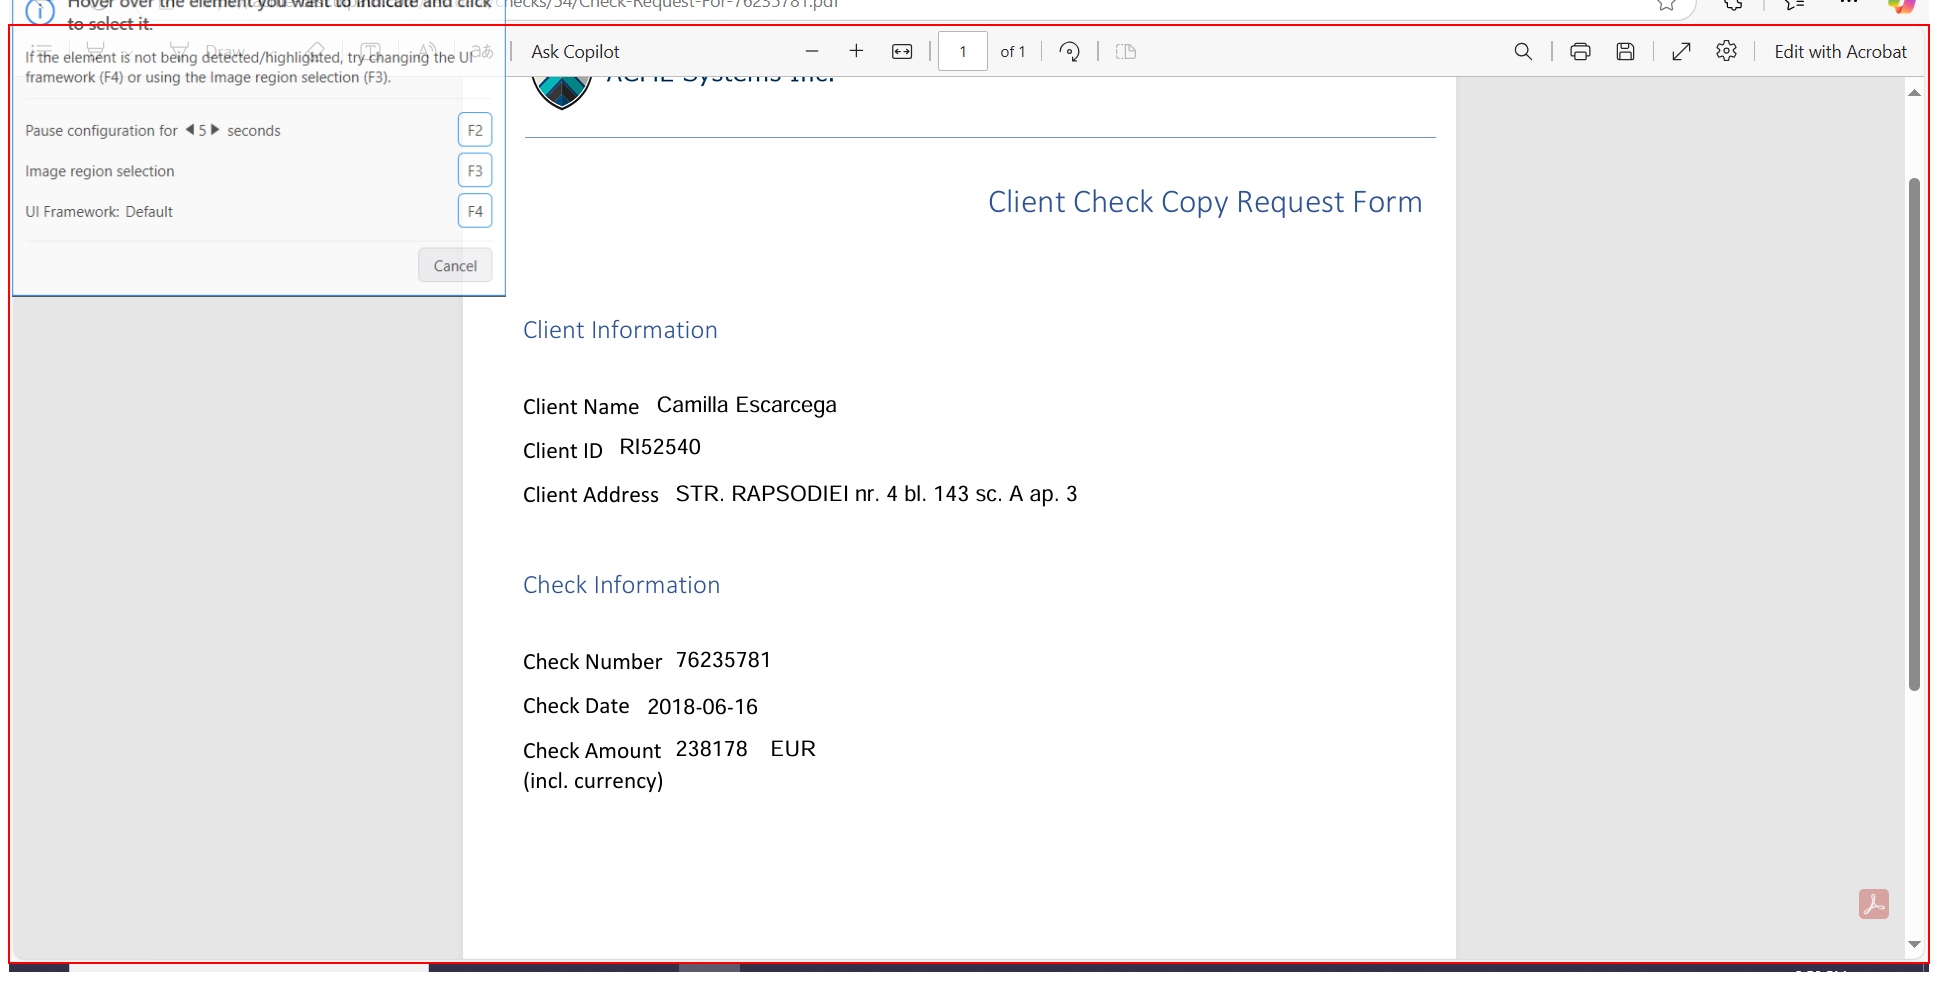 Hover over the element you want to indicate and click
to select it.
If the element is not being detected/highlighted, try changing the UI
framework (F4) or using the Image region selection (F3).
Pause configuration for 5 seconds F2
Image region selection F3
UI Framework: Default F4
Cancel
checks/54/Check-Request-For-76235781.pdf
Draw
Ask Copilot
1 of 1
Edit with Acrobat
ACME Systems Inc.
Client Check Copy Request Form
Client Information
Client Name Camilla Escarcega
Client ID RI52540
Client Address STR. RAPSODIEI nr. 4 bl. 143 sc. A ap. 3
Check Information
Check Number 76235781
Check Date 2018-06-16
Check Amount 238178 EUR
(incl. currency)